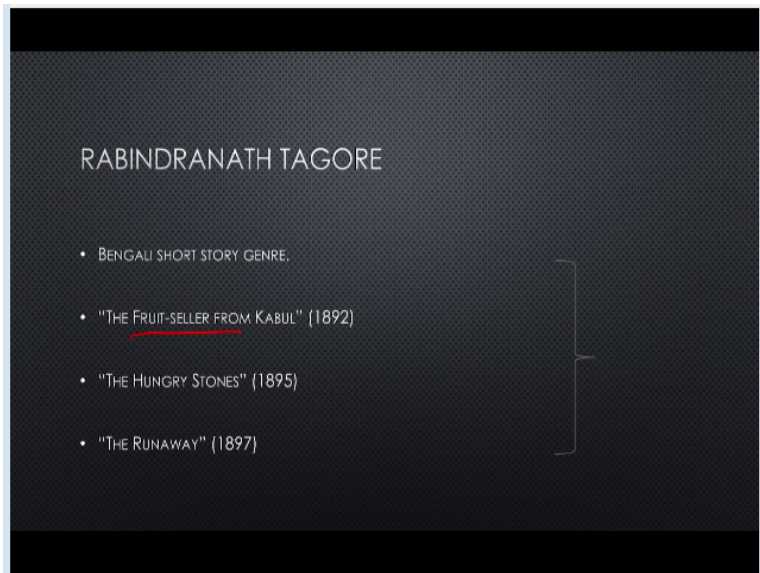 RABINDRANATH TAGORE
• BENGALI SHORT STORY GENRE.
• "THE FRUIT-SELLER FROM KABUL" (1892)
• "THE HUNGRY STONES" (1895)
• "THE RUNAWAY" (1897)